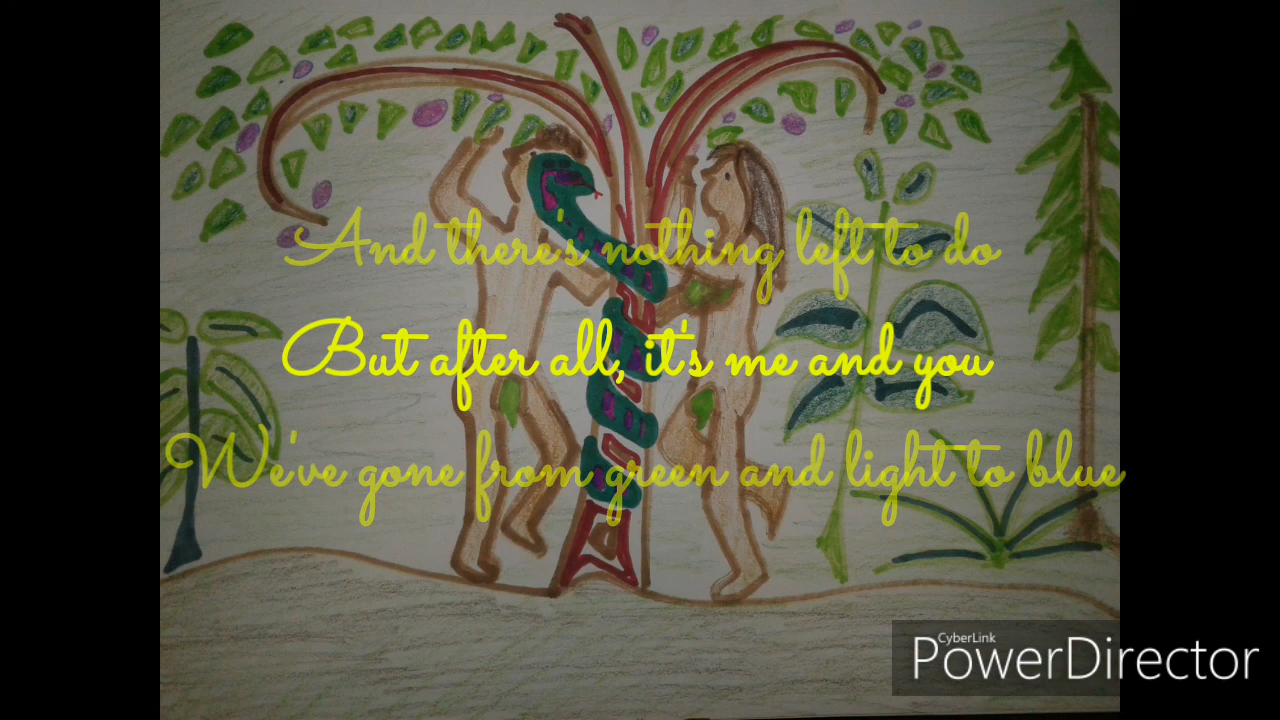 And there's nothing left to do
But after all, it's me and you
We've gone from green and light to blue
CyberLink
PowerDirector